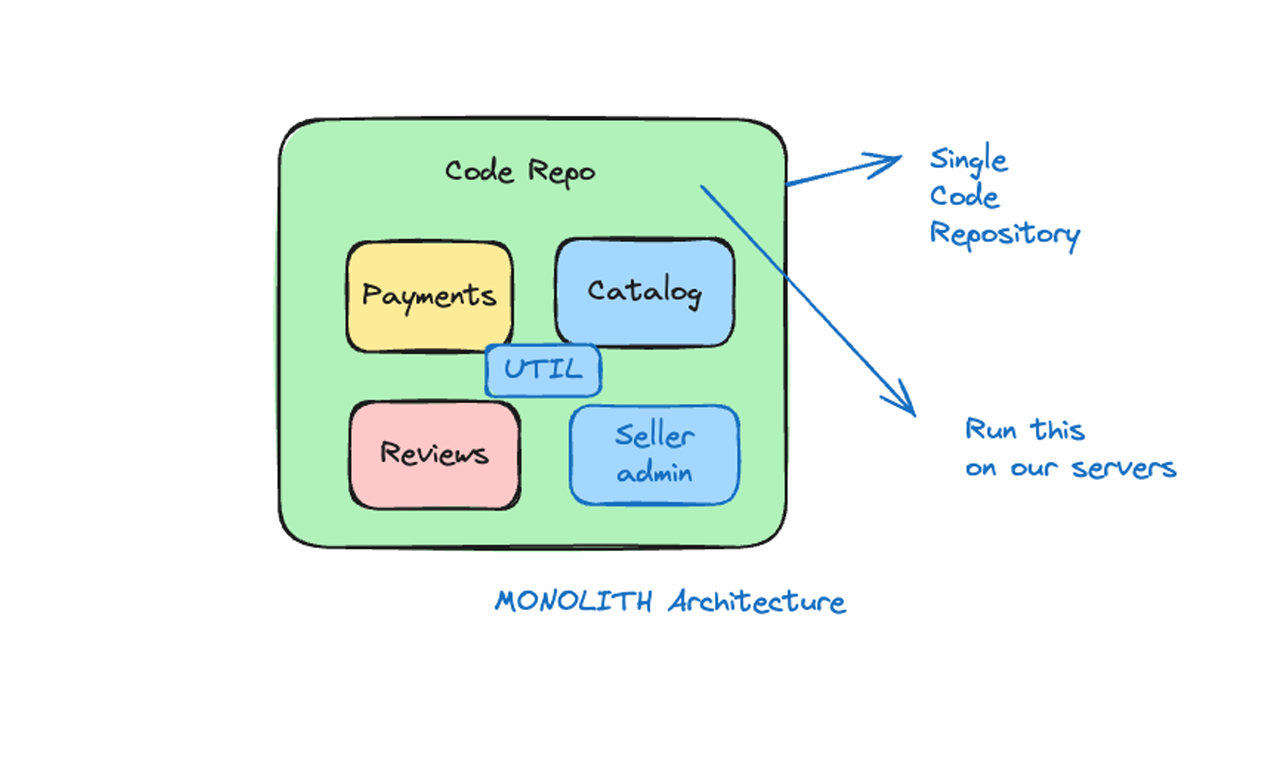 Code Repo
Single
Code
Repository
Payments
Catalog
UTIL
Reviews
Seller
admin
Run this
on our servers
MONOLITH Architecture